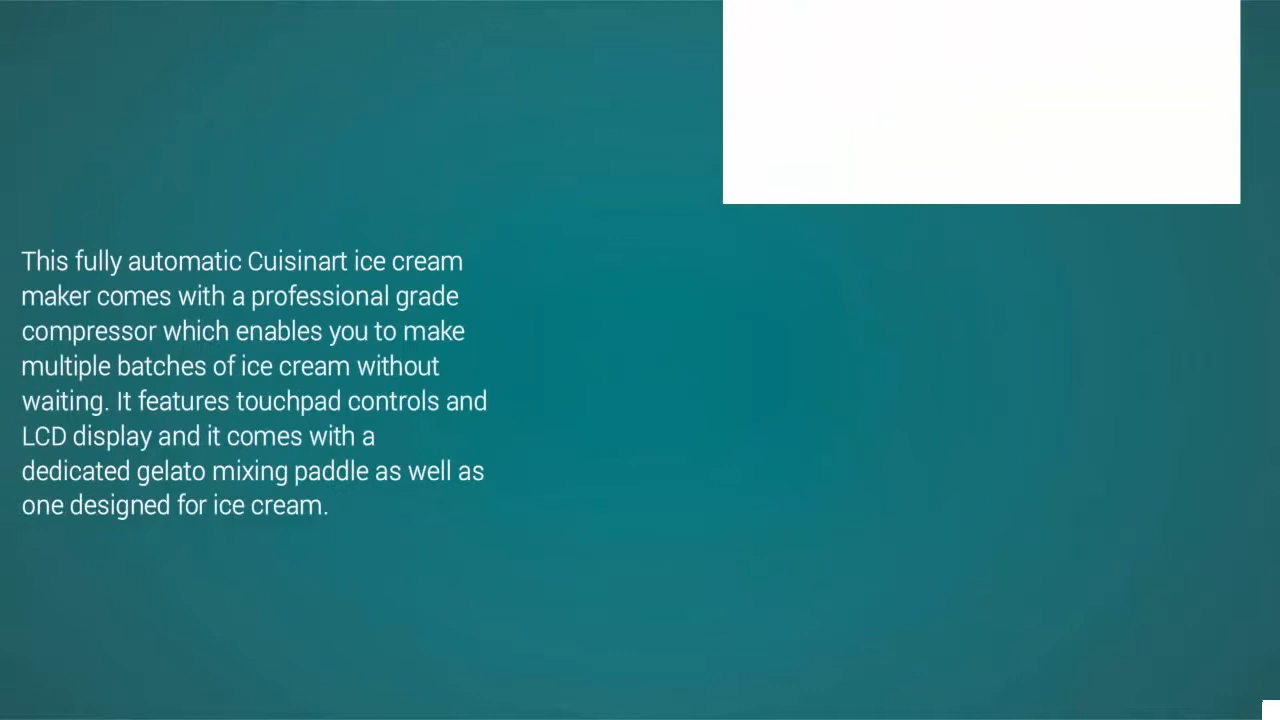 This fully automatic Cuisinart ice cream
maker comes with a professional grade
compressor which enables you to make
multiple batches of ice cream without
waiting. It features touchpad controls and
LCD display and it comes with a
dedicated gelato mixing paddle as well as
one designed for ice cream.